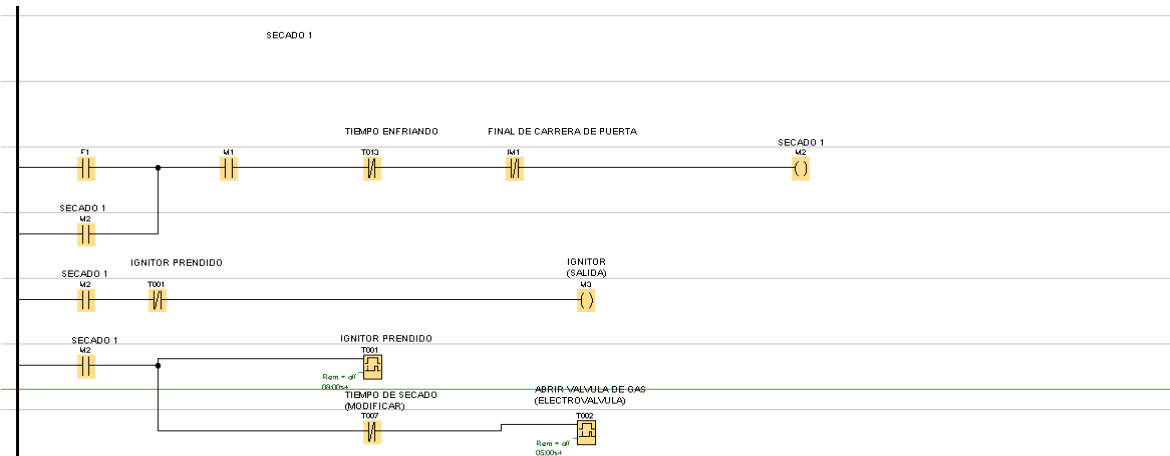 SECADO 1
TIEMPO ENFRIANDO
FINAL DE CARRERA DE PUERTA
SECADO 1
F1
M1
T013
M2
SECADO 1
M2
IGNITOR PRENDIDO
IGNITOR
(SALIDA)
SECADO 1
M2
T001
M3
SECADO 1
M2
IGNITOR PRENDIDO
T001
Rem = off
08:00s+
TIEMPO DE SECADO
(MODIFICAR)
T007
ABRIR VALVULA DE GAS
(ELECTROVALVULA)
T002
Rem = off
05:00s+